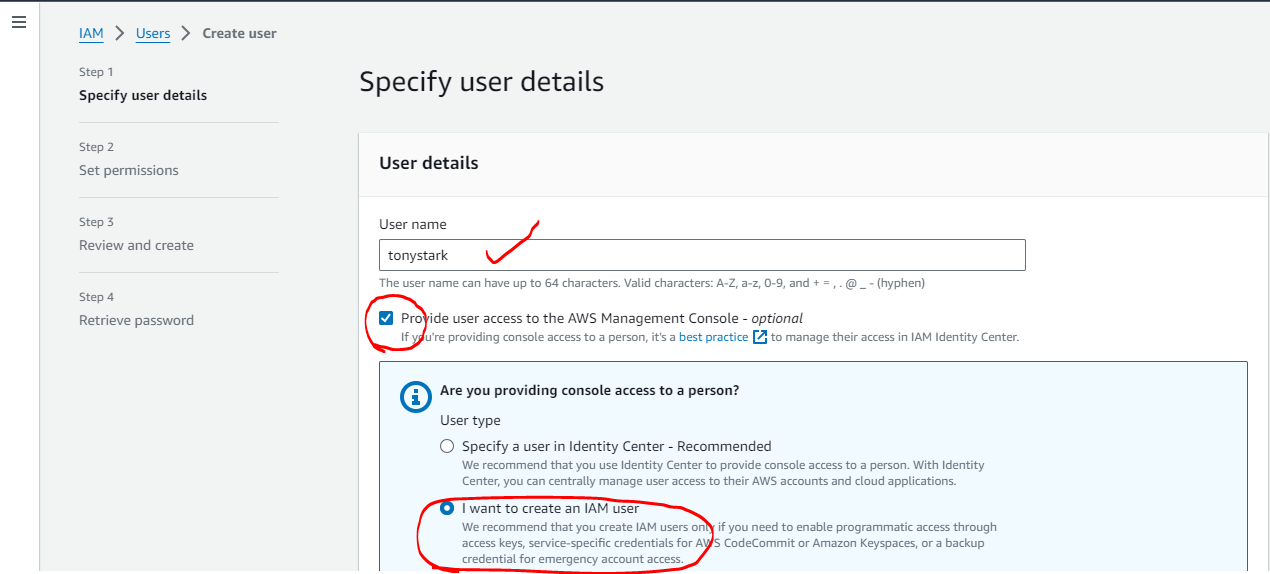 IAM > Users > Create user
Step 1
Specify user details
Step 2
Set permissions
Step 3
Review and create
Step 4
Retrieve password
Specify user details
User details
User name
tonystark
The user name can have up to 64 characters. Valid characters: A-Z, a-z, 0-9, and + = , . @ _ - (hyphen)
Provide user access to the AWS Management Console - optional
If you're providing console access to a person, it's a best practice to manage their access in IAM Identity Center.
Are you providing console access to a person?
User type
Specify a user in Identity Center - Recommended
We recommend that you use Identity Center to provide console access to a person. With Identity
Center, you can centrally manage user access to their AWS accounts and cloud applications.
I want to create an IAM user
We recommend that you create IAM users only if you need to enable programmatic access through
access keys, service-specific credentials for AWS CodeCommit or Amazon Keyspaces, or a backup
credential for emergency account access.